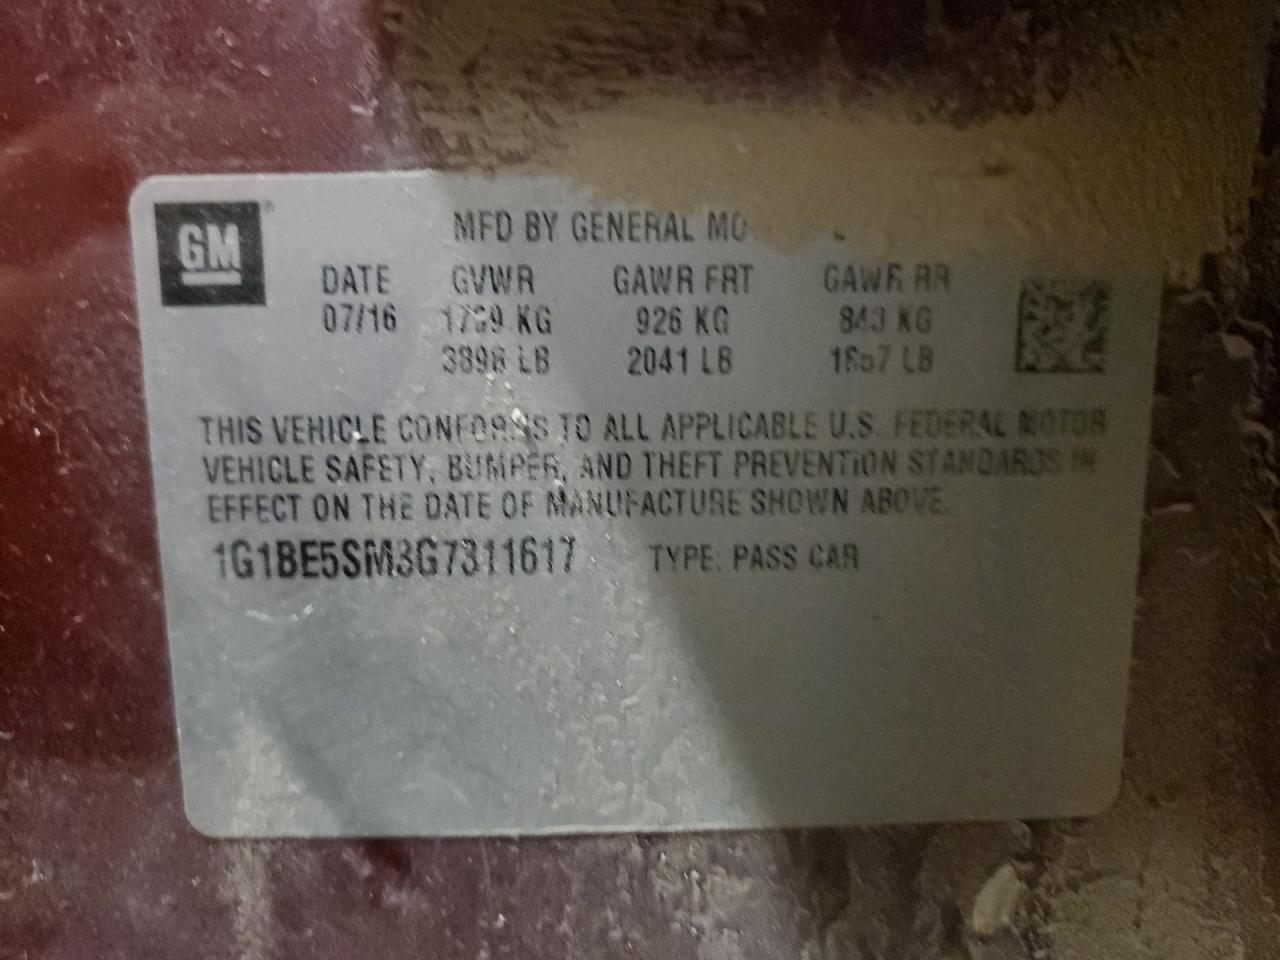 GM
MFD BY GENERAL
DATE GVWR GAWR FRT GAWR RR
07/16 KG 926 KG KG
3896 LB 2041 LB LB
THIS VEHICLE CONFORMS TO ALL APPLICABLE U.S. FEDERAL MOTOR
VEHICLE SAFETY, BUMPER, AND THEFT PREVENTION STANDARDS IN
EFFECT ON THE DATE OF MANUFACTURE SHOWN ABOVE.
1G1BE5SM3G7311617 TYPE: PASS CAR